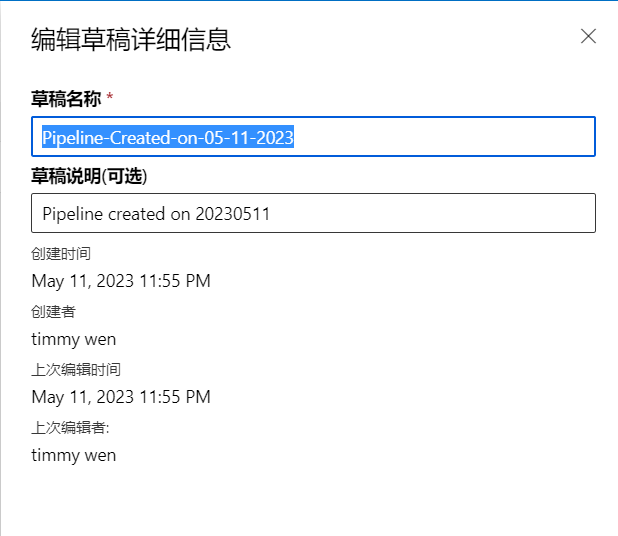 编辑草稿详细信息
草稿名称 *
Pipeline-Created-on-05-11-2023
草稿说明(可选)
Pipeline created on 20230511
创建时间
May 11, 2023 11:55 PM
创建者
timmy wen
上次编辑时间
May 11, 2023 11:55 PM
上次编辑者:
timmy wen